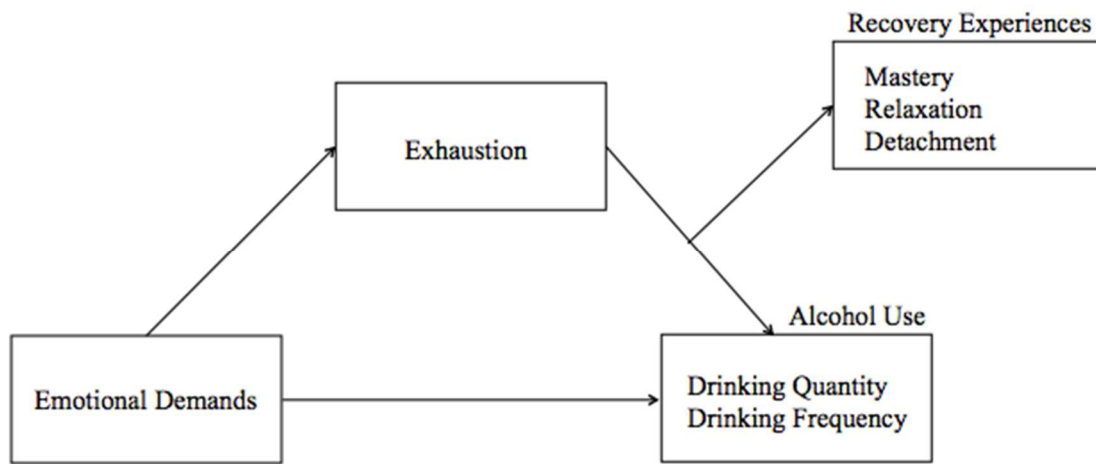 Recovery Experiences
Mastery
Relaxation
Detachment
Exhaustion
Alcohol Use
Drinking Quantity
Drinking Frequency
Emotional Demands